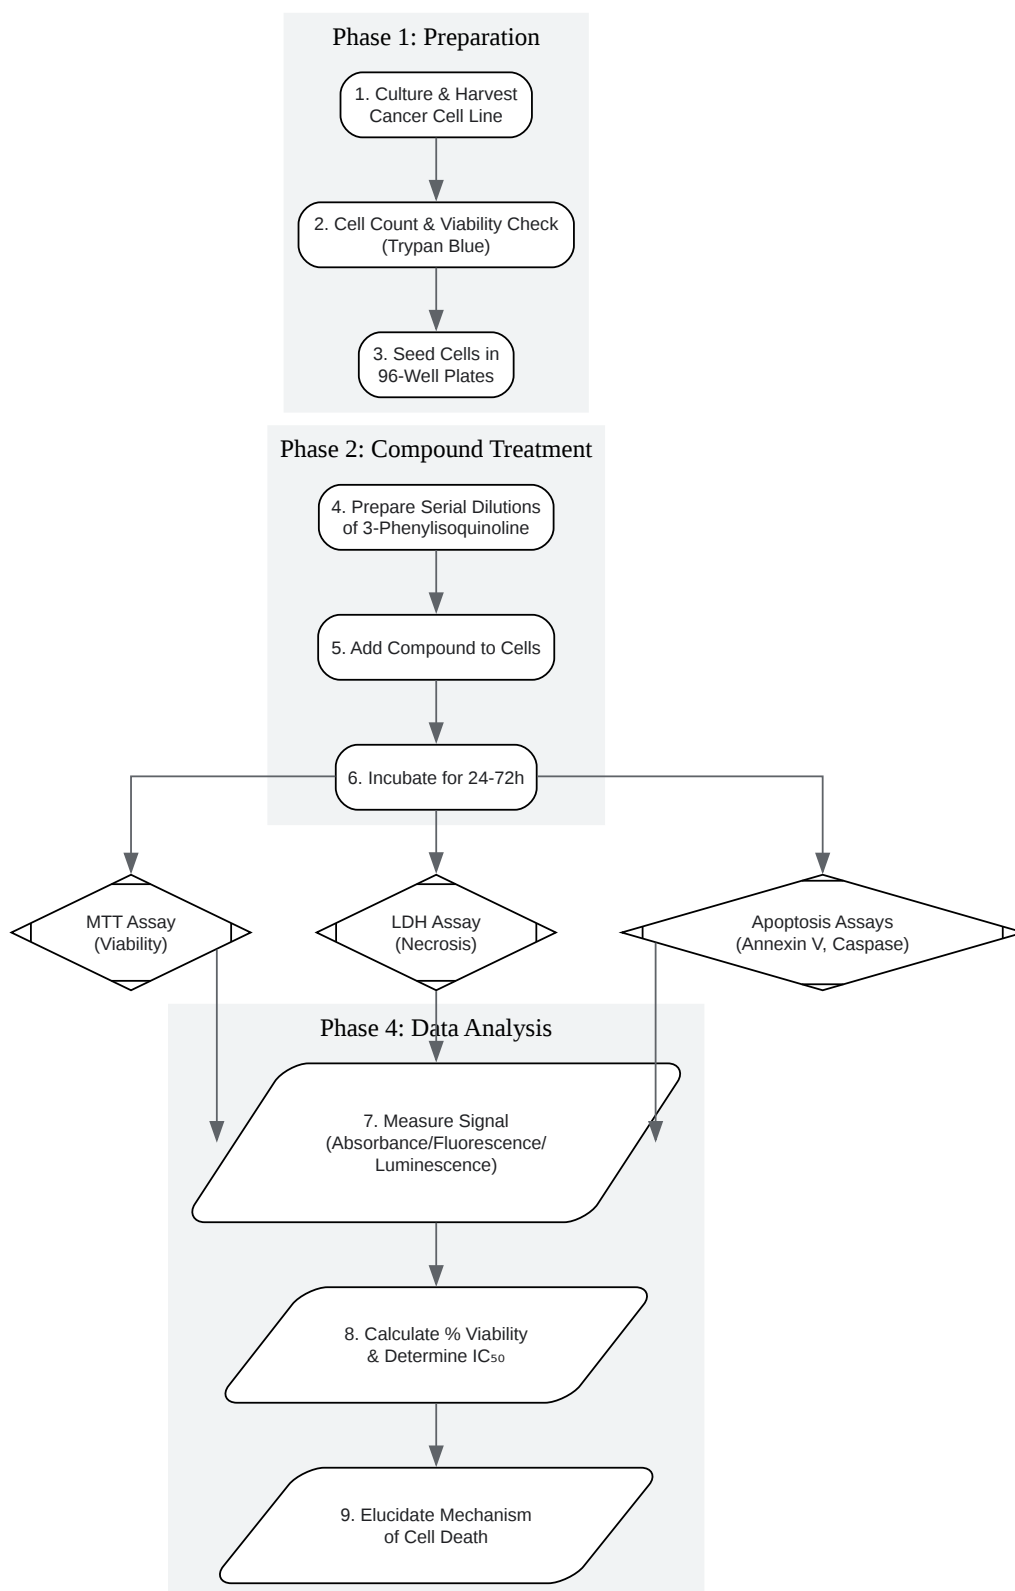 Phase 1: Preparation
1. Culture & Harvest
Cancer Cell Line
2. Cell Count & Viability Check
(Trypan Blue)
3. Seed Cells in
96-Well Plates
Phase 2: Compound Treatment
4. Prepare Serial Dilutions
of 3-Phenylisoquinoline
5. Add Compound to Cells
6. Incubate for 24-72h
MTT Assay
(Viability)
LDH Assay
(Necrosis)
Apoptosis Assays
(Annexin V, Caspase)
Phase 4: Data Analysis
7. Measure Signal
(Absorbance/Fluorescence/
Luminescence)
8. Calculate % Viability
& Determine IC₅₀
9. Elucidate Mechanism
of Cell Death